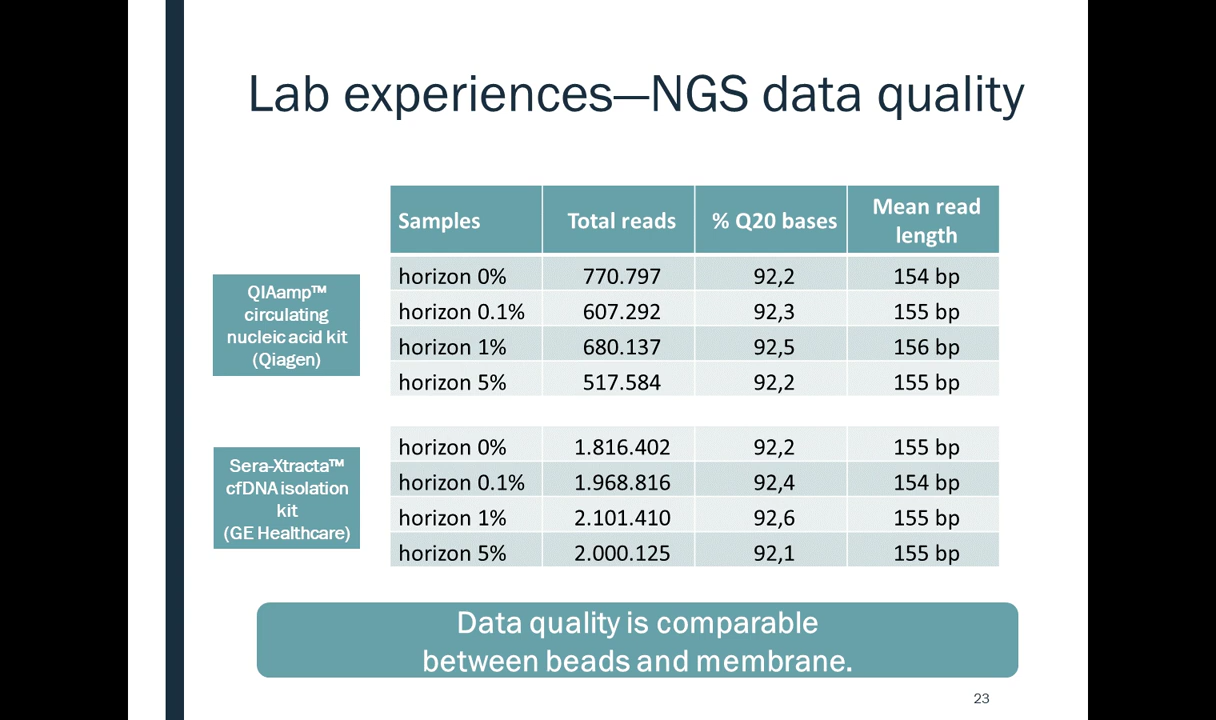 Lab experiences—NGS data quality
Samples Total reads % Q20 bases Mean read length
QIAamp™
circulating
nucleic acid kit
(Qiagen)
horizon 0% 770.797 92,2 154 bp
horizon 0.1% 607.292 92,3 155 bp
horizon 1% 680.137 92,5 156 bp
horizon 5% 517.584 92,2 155 bp
Sera-Xtracta™
cfDNA isolation
kit
(GE Healthcare)
horizon 0% 1.816.402 92,2 155 bp
horizon 0.1% 1.968.816 92,4 154 bp
horizon 1% 2.101.410 92,6 155 bp
horizon 5% 2.000.125 92,1 155 bp
Data quality is comparable
between beads and membrane.
23